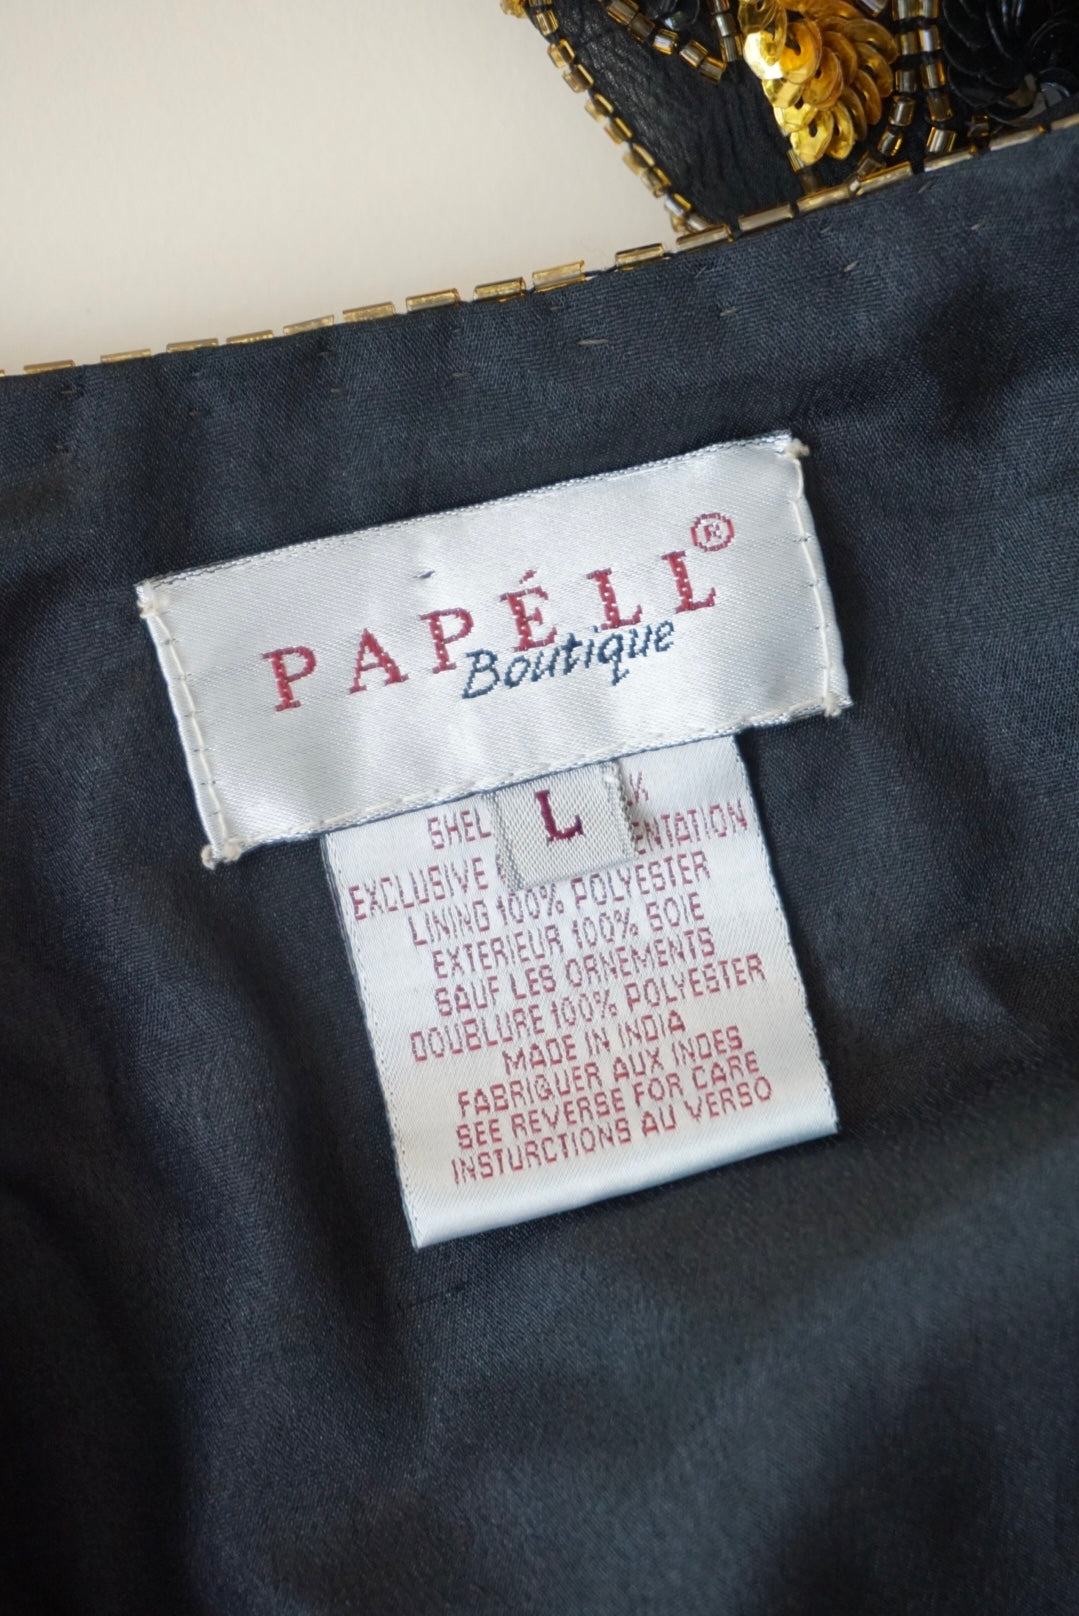 PAPÉLL®
Boutique
L
SHEL K
EXCLUSIVE ENTATION
LINING 100% POLYESTER
EXTERIEUR 100% SOIE
SAUF LES ORNEMENTS
DOUBLURE 100% POLYESTER
MADE IN INDIA
FABRIQUER AUX INDES
SEE REVERSE FOR CARE
INSTURCTIONS AU VERSO